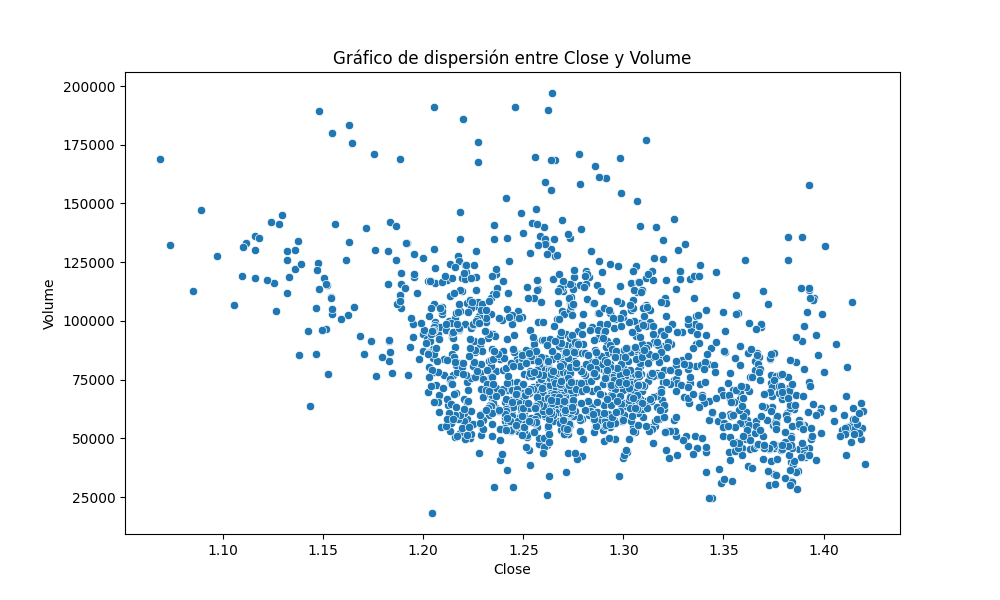 Gráfico de dispersión entre Close y Volume
200000
175000
150000
125000
100000
75000
50000
25000
Volume
1.10 1.15 1.20 1.25 1.30 1.35 1.40
Close